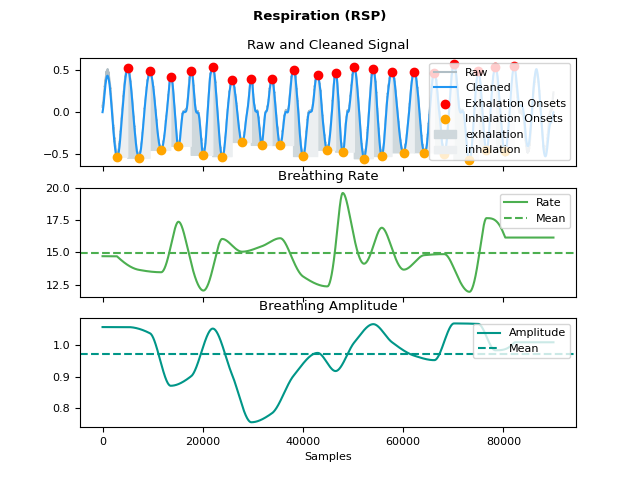 Respiration (RSP)
Raw and Cleaned Signal
0.5
0.0
−0.5
Raw
Cleaned
Exhalation Onsets
Inhalation Onsets
exhalation
inhalation
Breathing Rate
20.0
17.5
15.0
12.5
Rate
Mean
Breathing Amplitude
1.0
0.9
0.8
Amplitude
Mean
0 20000 40000 60000 80000
Samples